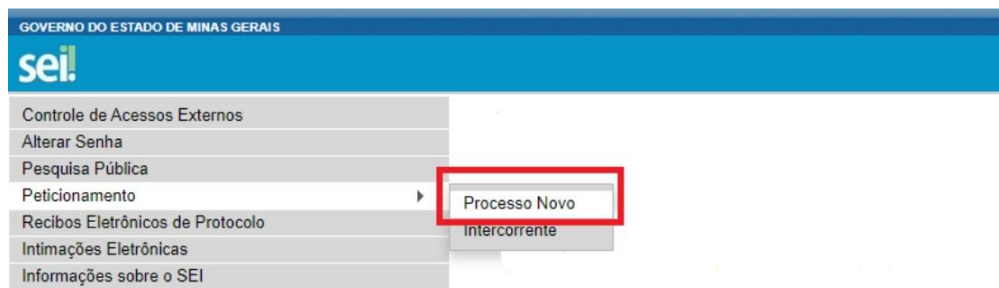 GOVERNO DO ESTADO DE MINAS GERAIS
sei!
Controle de Acessos Externos
Alterar Senha
Pesquisa Pública
Peticionamento
Processo Novo
Intercorrente
Recibos Eletrônicos de Protocolo
Intimações Eletrônicas
Informações sobre o SEI